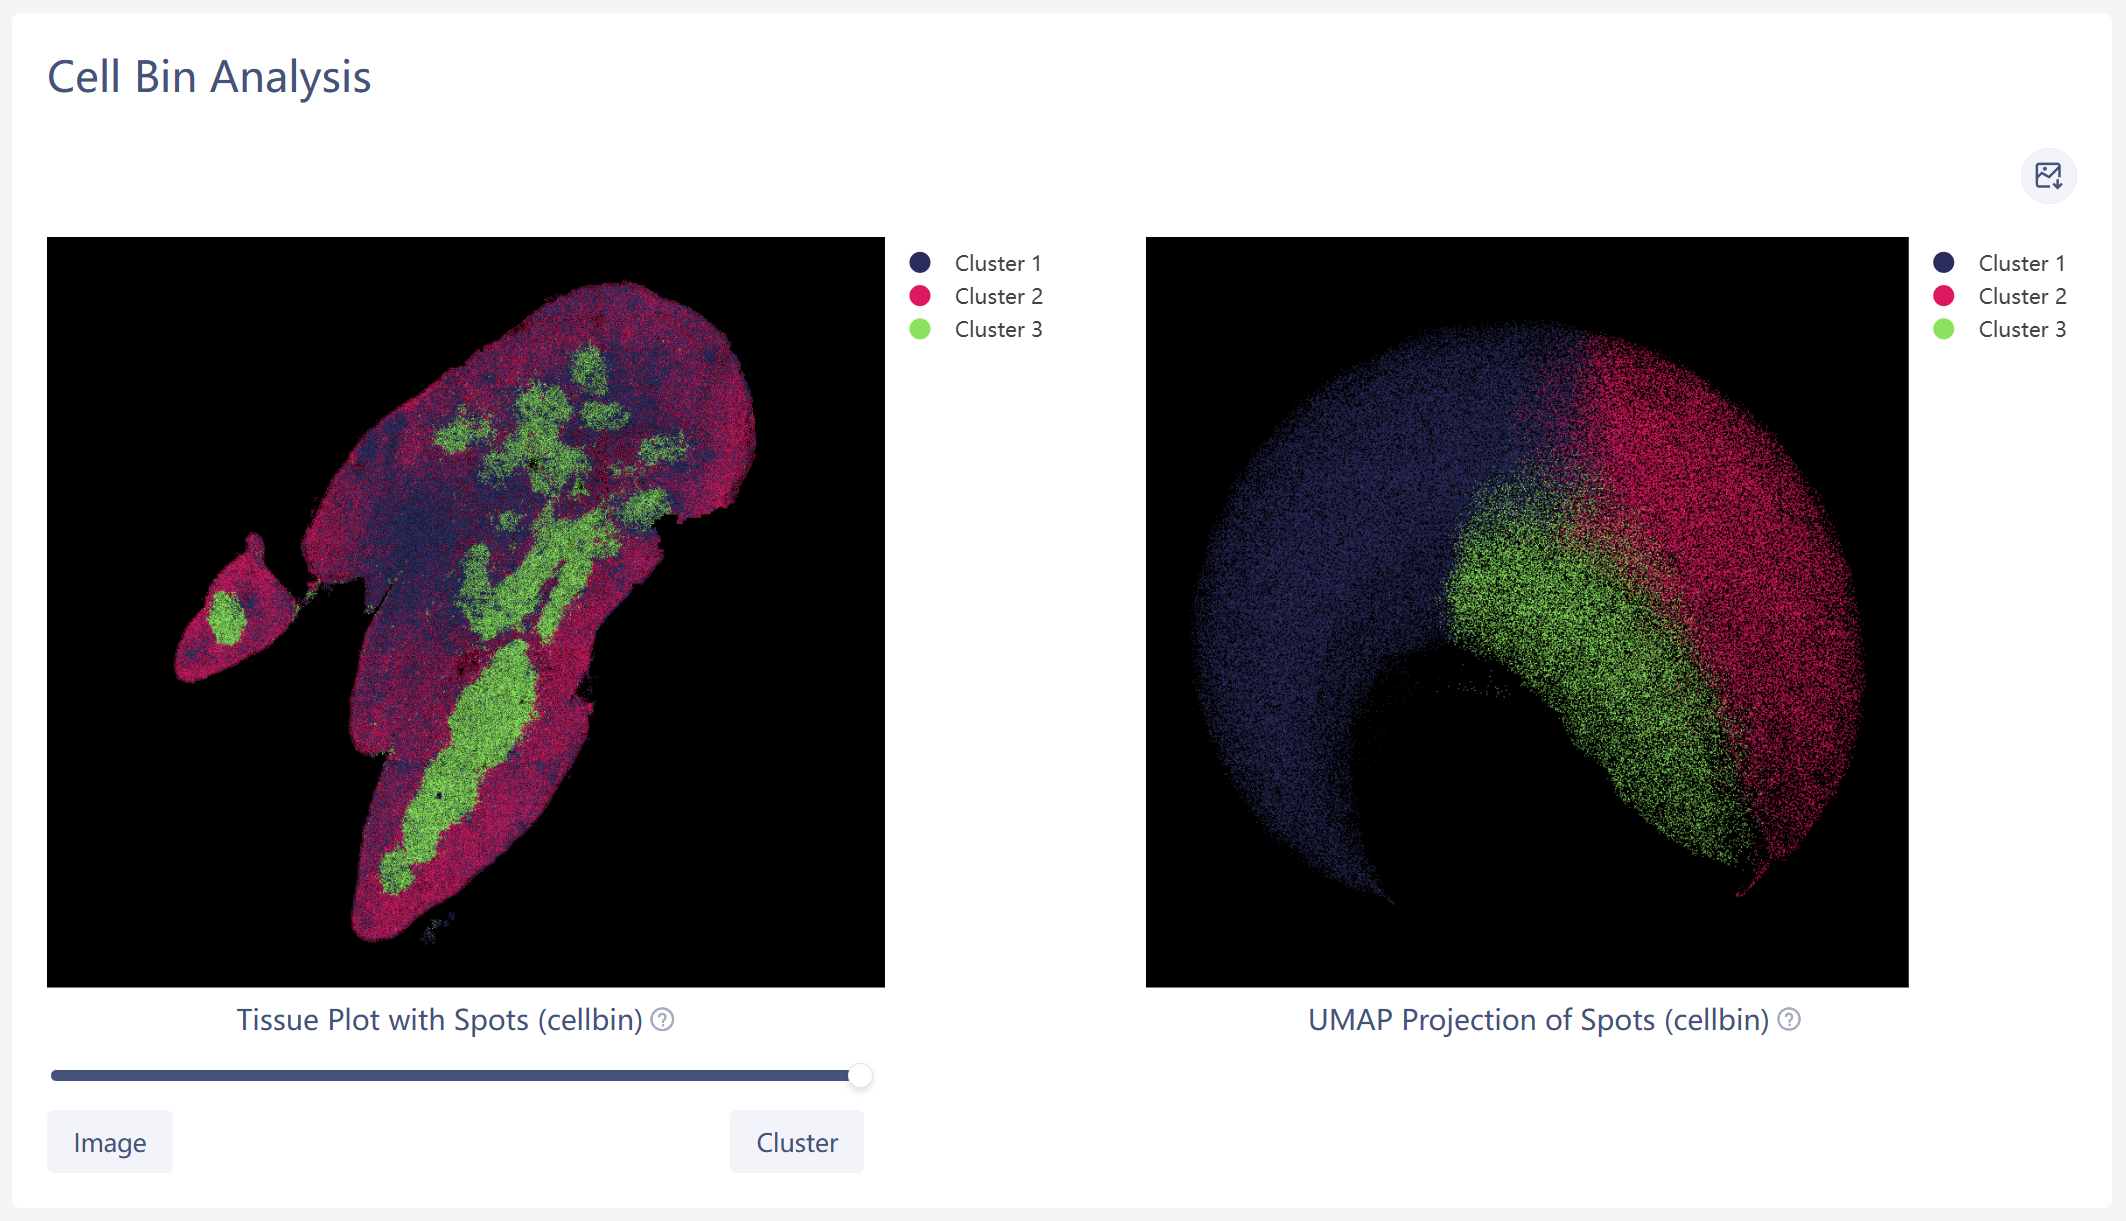 Cell Bin Analysis
Cluster 1
Cluster 2
Cluster 3
Cluster 1
Cluster 2
Cluster 3
Tissue Plot with Spots (cellbin) ?
UMAP Projection of Spots (cellbin) ?
Image
Cluster